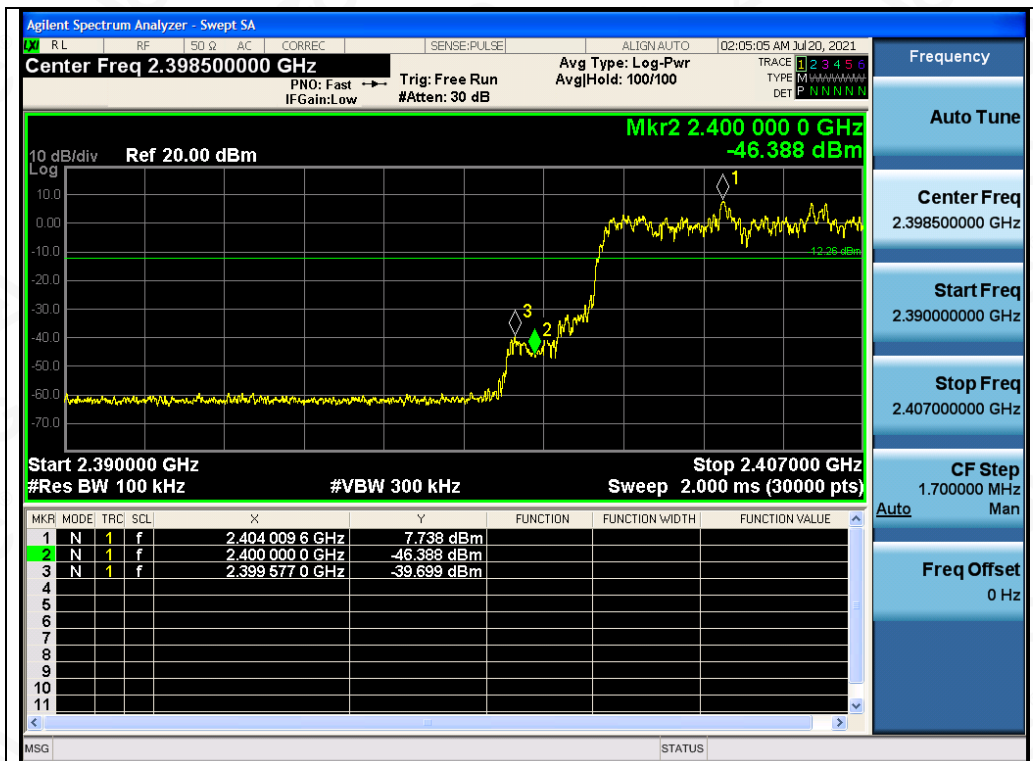 Agilent Spectrum Analyzer - Swept SA
LXI RL RF 50 Ω AC CORREC SENSE:PULSE ALIGN AUTO 02:05:05 AM Jul 20, 2021
Center Freq 2.398500000 GHz
PNO: Fast
IFGain:Low
Trig: Free Run
#Atten: 30 dB
Avg Type: Log-Pwr
Avg|Hold: 100/100
TRACE 1 2 3 4 5 6
TYPE M
DET P N N N N N
Mkr2 2.400 000 0 GHz
-46.388 dBm
10 dB/div Ref 20.00 dBm
Log
10.0
0.00
-10.0
-20.0
-30.0
-40.0
-50.0
-60.0
-70.0
1
-12.26 dBm
3
2
Start 2.390000 GHz Stop 2.407000 GHz
#Res BW 100 kHz #VBW 300 kHz Sweep 2.000 ms (30000 pts)
MKR MODE TRC SCL X Y FUNCTION FUNCTION WIDTH FUNCTION VALUE
1 N 1 f 2.404 009 6 GHz 7.738 dBm
2 N 1 f 2.400 000 0 GHz -46.388 dBm
3 N 1 f 2.399 577 0 GHz -39.699 dBm
4
5
6
7
8
9
10
11
MSG STATUS
Frequency
Auto Tune
Center Freq
2.398500000 GHz
Start Freq
2.390000000 GHz
Stop Freq
2.407000000 GHz
CF Step
1.700000 MHz
Auto Man
Freq Offset
0 Hz